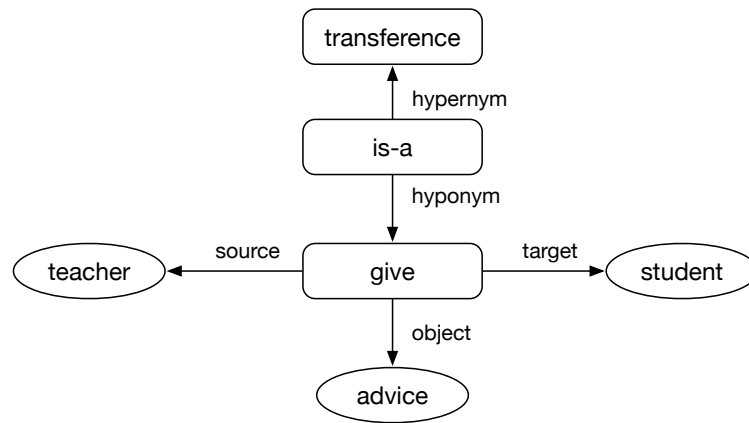 transference
hypernym
is-a
hyponym
teacher
source
give
target
student
object
advice